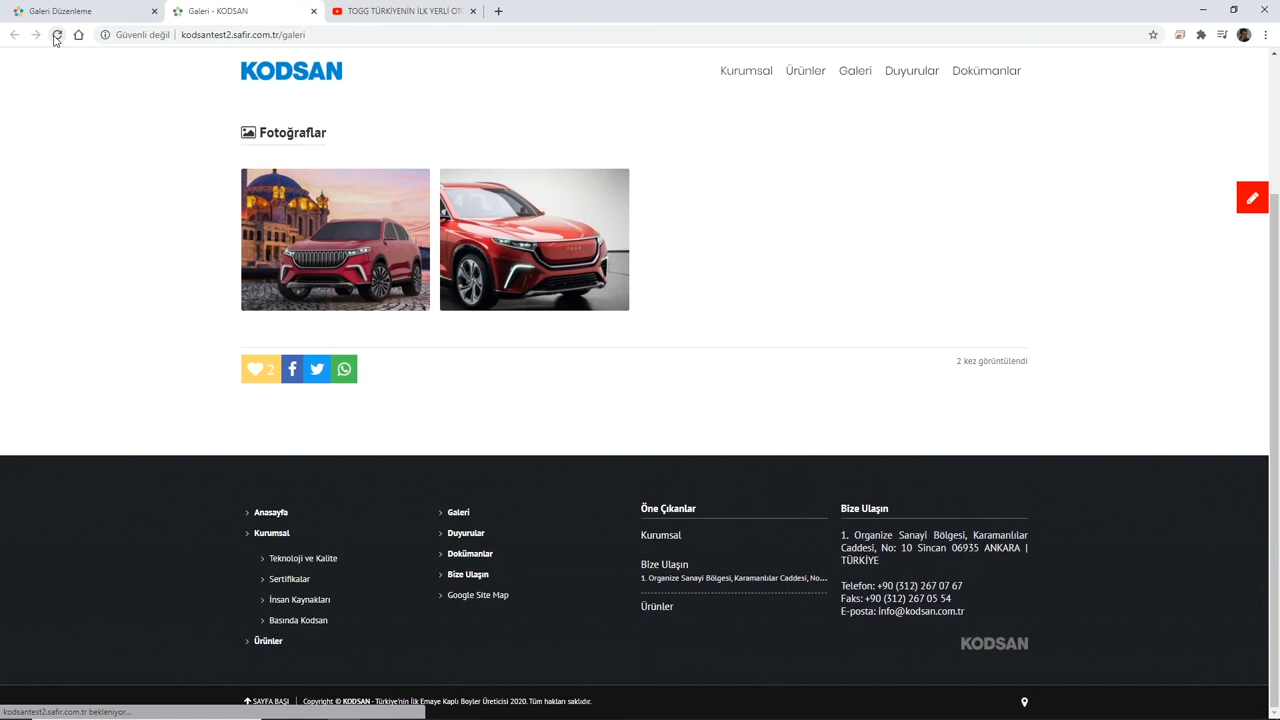 Galeri Düzenleme
Galeri - KODSAN
TOGG TÜRKİYENİN İLK YERLİ OTO
Güvenli değil
kodsantest2.safir.com.tr/galeri
KODSAN
Kurumsal
Ürünler
Galeri
Duyurular
Dokümanlar
Fotoğraflar
TOGG
2
2 kez görüntülendi
Anasayfa
Kurumsal
Teknoloji ve Kalite
Sertifikalar
İnsan Kaynakları
Basında Kodsan
Ürünler
Galeri
Duyurular
Dokümanlar
Bize Ulaşın
Google Site Map
Öne Çıkanlar
Kurumsal
Bize Ulaşın
1. Organize Sanayi Bölgesi, Karamanlılar Caddesi, No...
Ürünler
Bize Ulaşın
1. Organize Sanayi Bölgesi, Karamanlılar
Caddesi, No: 10 Sincan 06935 ANKARA |
TÜRKİYE
Telefon: +90 (312) 267 07 67
Faks: +90 (312) 267 05 54
E-posta: info@kodsan.com.tr
KODSAN
SAYFA BAŞI
Copyright © KODSAN - Türkiye'nin İlk Emaye Kaplı Boyler Üreticisi 2020. Tüm hakları saklıdır.
kodsantest2.safir.com.tr bekleniyor...